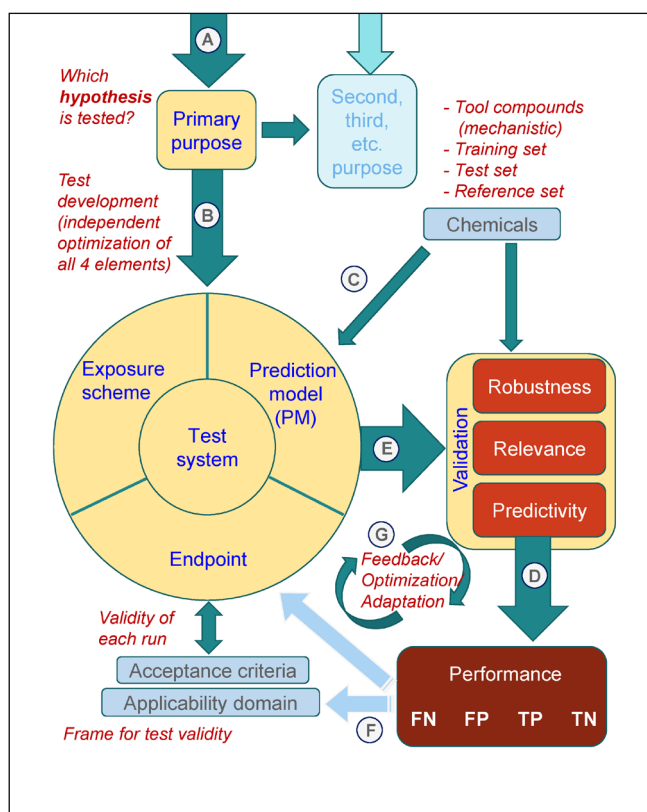 A
Which
hypothesis
is tested?
Primary
purpose
Second,
third,
etc.
purpose
- Tool compounds
(mechanistic)
- Training set
- Test set
- Reference set
Chemicals
Test
development
(independent
optimization of
all 4 elements)
B
C
Exposure
scheme
Prediction
model
(PM)
Test
system
Endpoint
E
Validation
Robustness
Relevance
Predictivity
G
Feedback/
Optimization/
Adaptation
D
Validity of
each run
Acceptance criteria
Applicability domain
Frame for test validity
F
Performance
FN FP TP TN